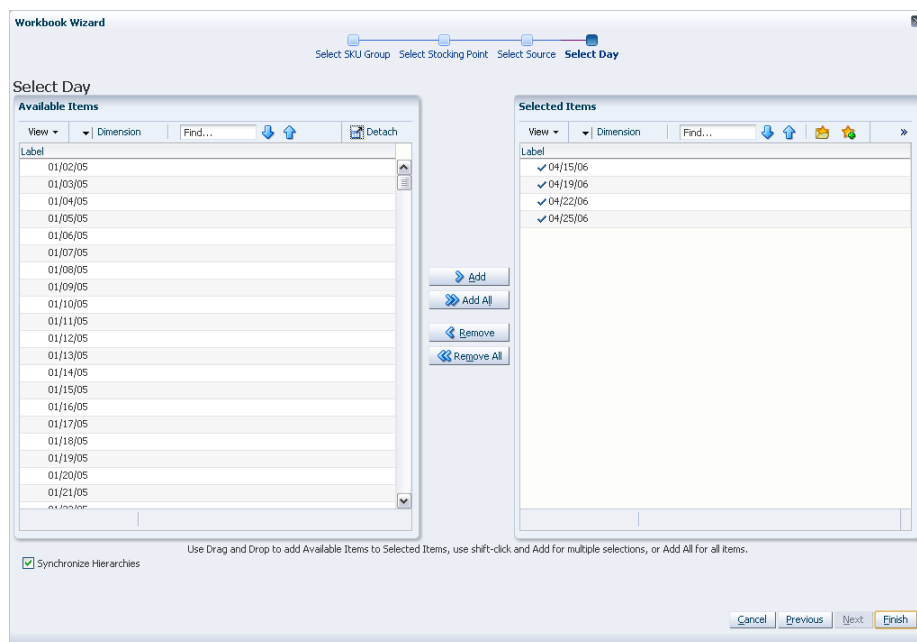 Workbook Wizard
Select SKU Group Select Stocking Point Select Source Select Day
Select Day
Available Items
View Dimension Find... Detach
Label
01/02/05
01/03/05
01/04/05
01/05/05
01/06/05
01/07/05
01/08/05
01/09/05
01/10/05
01/11/05
01/12/05
01/13/05
01/14/05
01/15/05
01/16/05
01/17/05
01/18/05
01/19/05
01/20/05
01/21/05
Add
Add All
Remove
Remove All
Selected Items
View Dimension Find... »
Label
04/15/06
04/19/06
04/22/06
04/25/06
Use Drag and Drop to add Available Items to Selected Items, use shift-click and Add for multiple selections, or Add All for all items.
Synchronize Hierarchies
Cancel Previous Next Finish